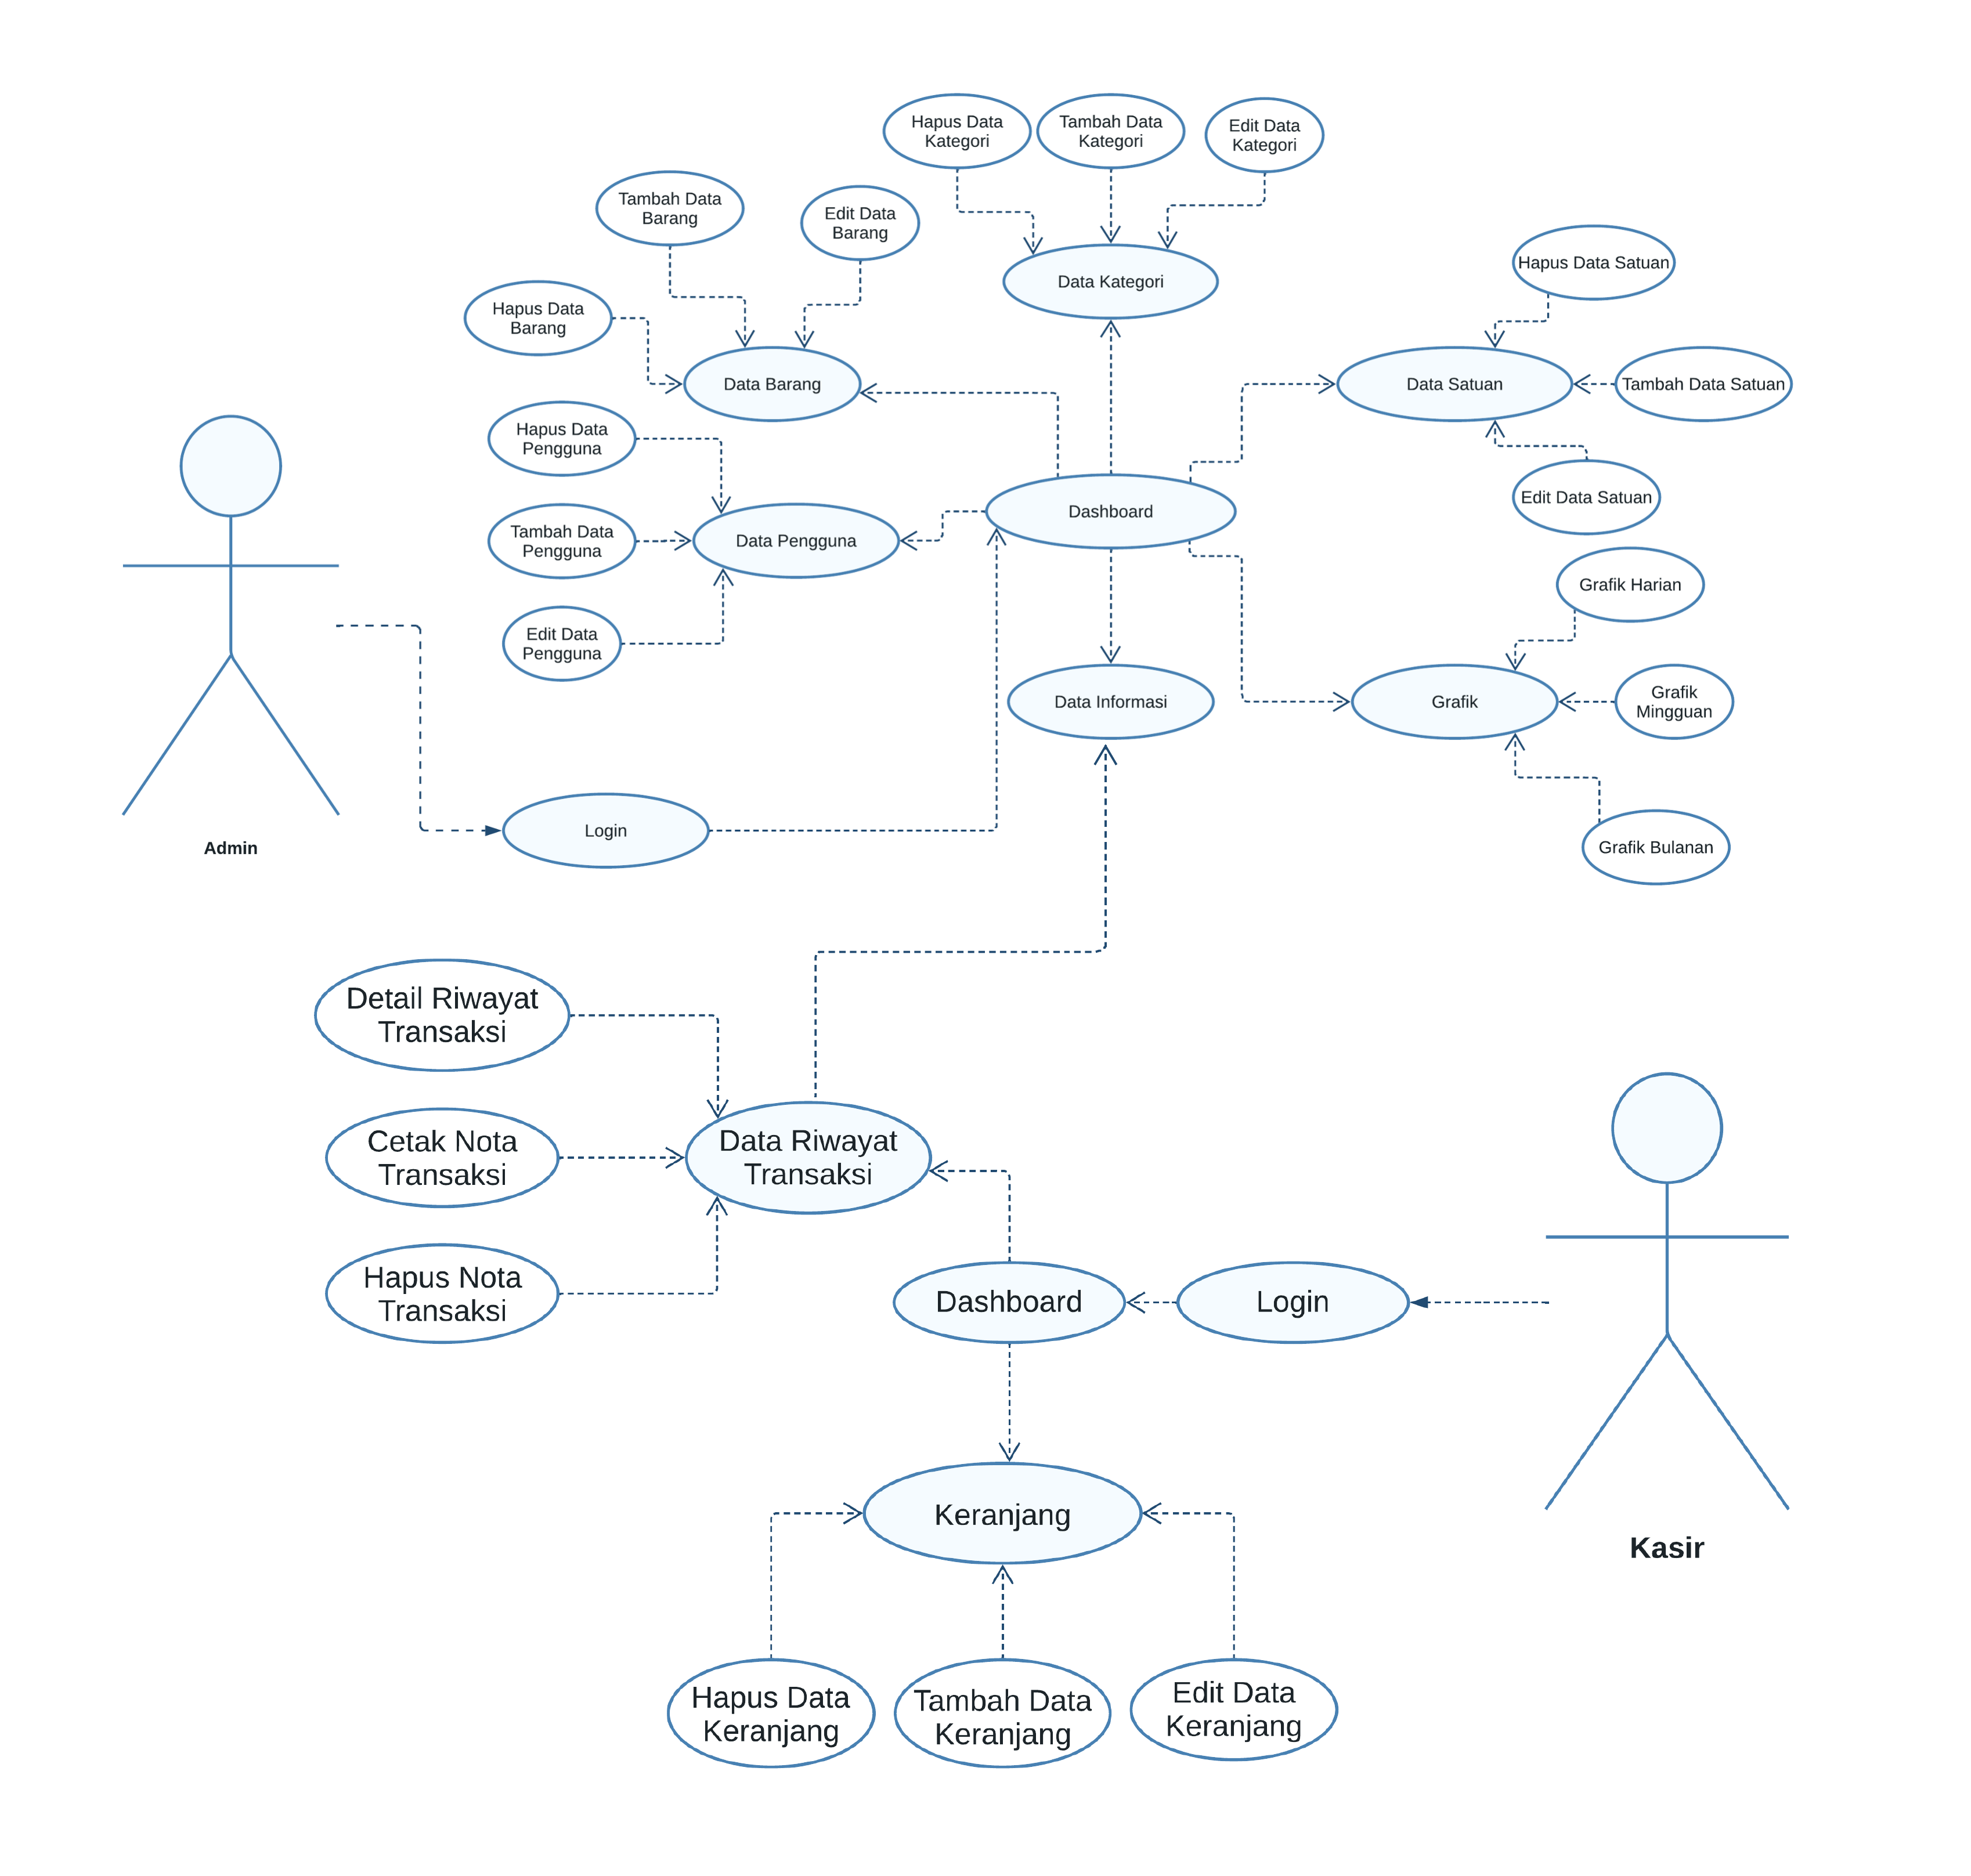 Hapus Data
Kategori
Tambah Data
Kategori
Edit Data
Kategori
Tambah Data
Barang
Edit Data
Barang
Hapus Data Satuan
Data Kategori
Hapus Data
Barang
Data Barang
Data Satuan
Tambah Data Satuan
Hapus Data
Pengguna
Edit Data Satuan
Dashboard
Tambah Data
Pengguna
Data Pengguna
Grafik Harian
Edit Data
Pengguna
Data Informasi
Grafik
Grafik
Mingguan
Login
Admin
Grafik Bulanan
Detail Riwayat
Transaksi
Cetak Nota
Transaksi
Data Riwayat
Transaksi
Hapus Nota
Transaksi
Dashboard
Login
Keranjang
Kasir
Hapus Data
Keranjang
Tambah Data
Keranjang
Edit Data
Keranjang